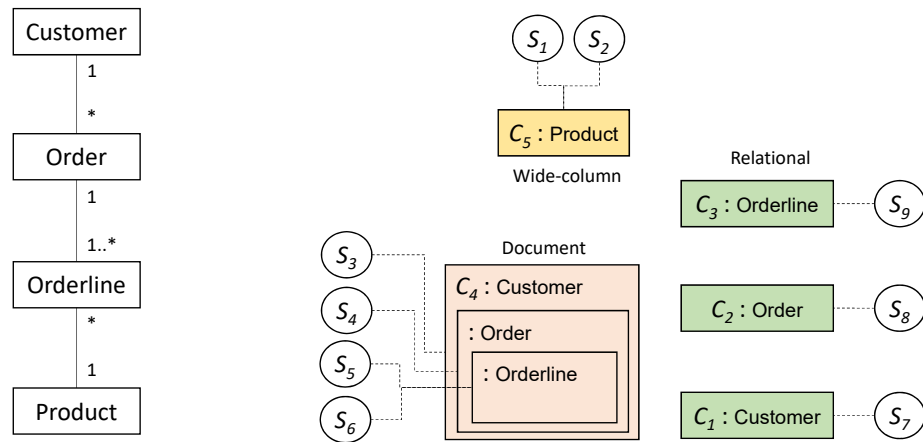 Customer
1
*
Order
1
1..*
Orderline
*
1
Product
S1
S2
C5 : Product
Wide-column
Document
C4 : Customer
: Order
: Orderline
S3
S4
S5
S6
Relational
C3 : Orderline
S9
C2 : Order
S8
C1 : Customer
S7